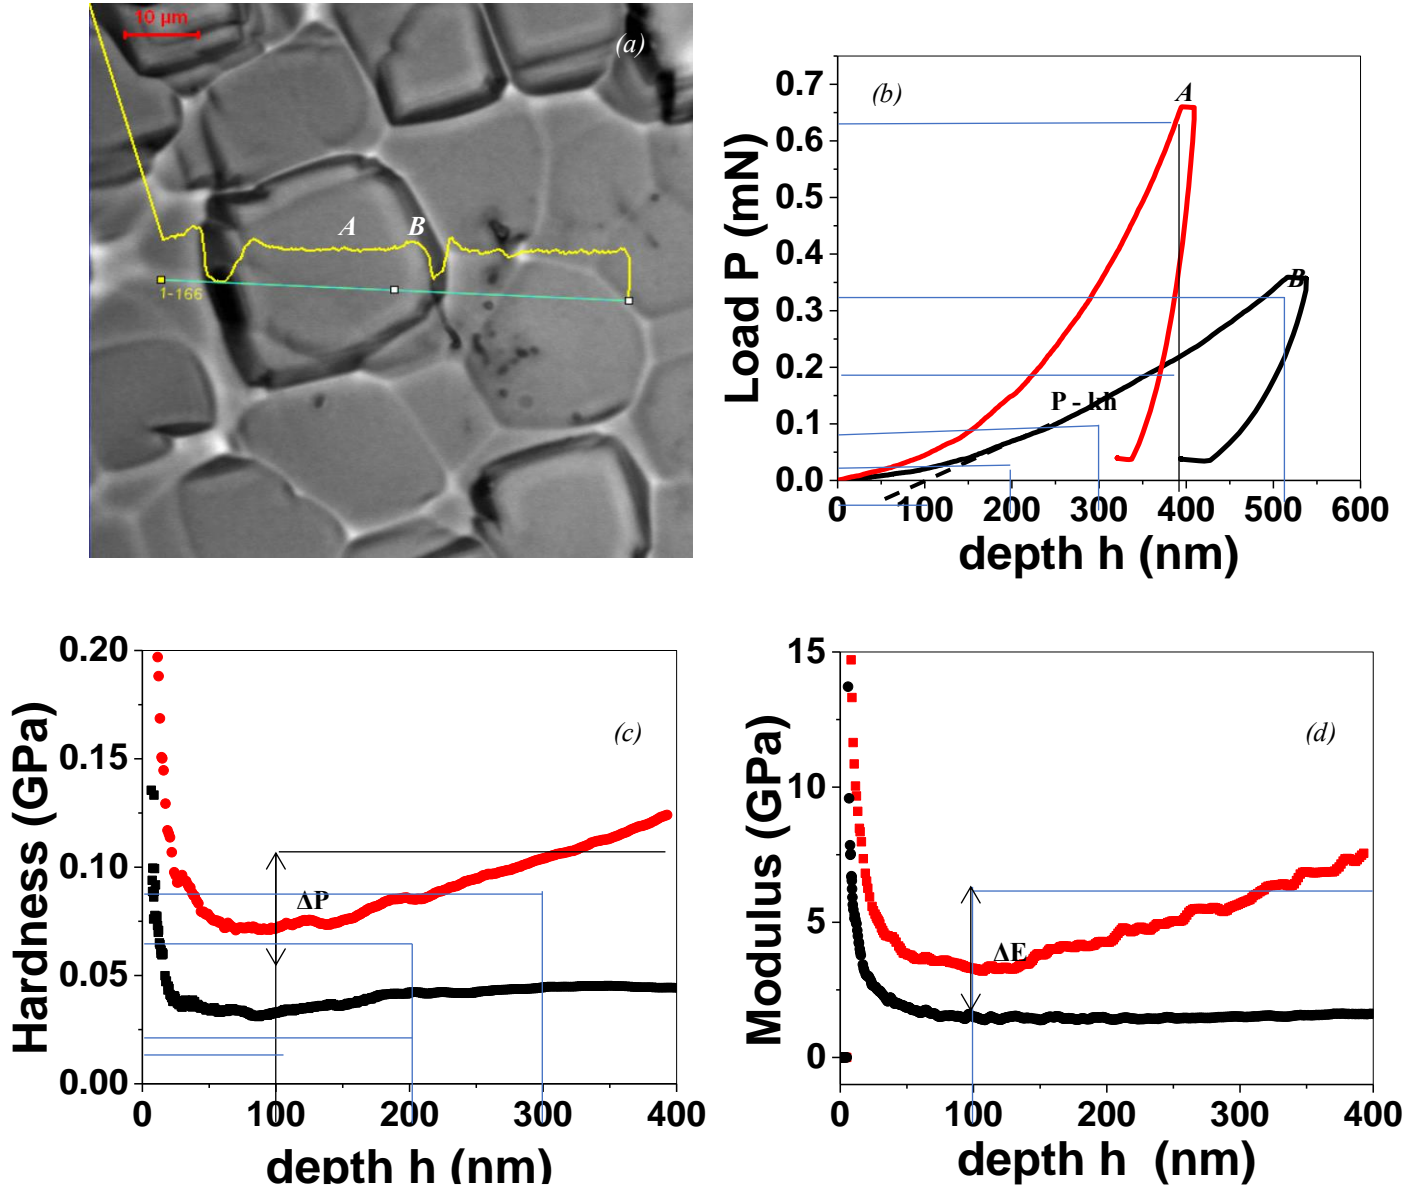 10 µm
(a)
A
B
1-166
(b)
A
B
P - kh
Load P (mN)
0.7
0.6
0.5
0.4
0.3
0.2
0.1
0.0
0 100 200 300 400 500 600
depth h (nm)
(c)
ΔP
Hardness (GPa)
0.20
0.15
0.10
0.05
0.00
0 100 200 300 400
depth h (nm)
(d)
ΔE
Modulus (GPa)
15
10
5
0
0 100 200 300 400
depth h (nm)